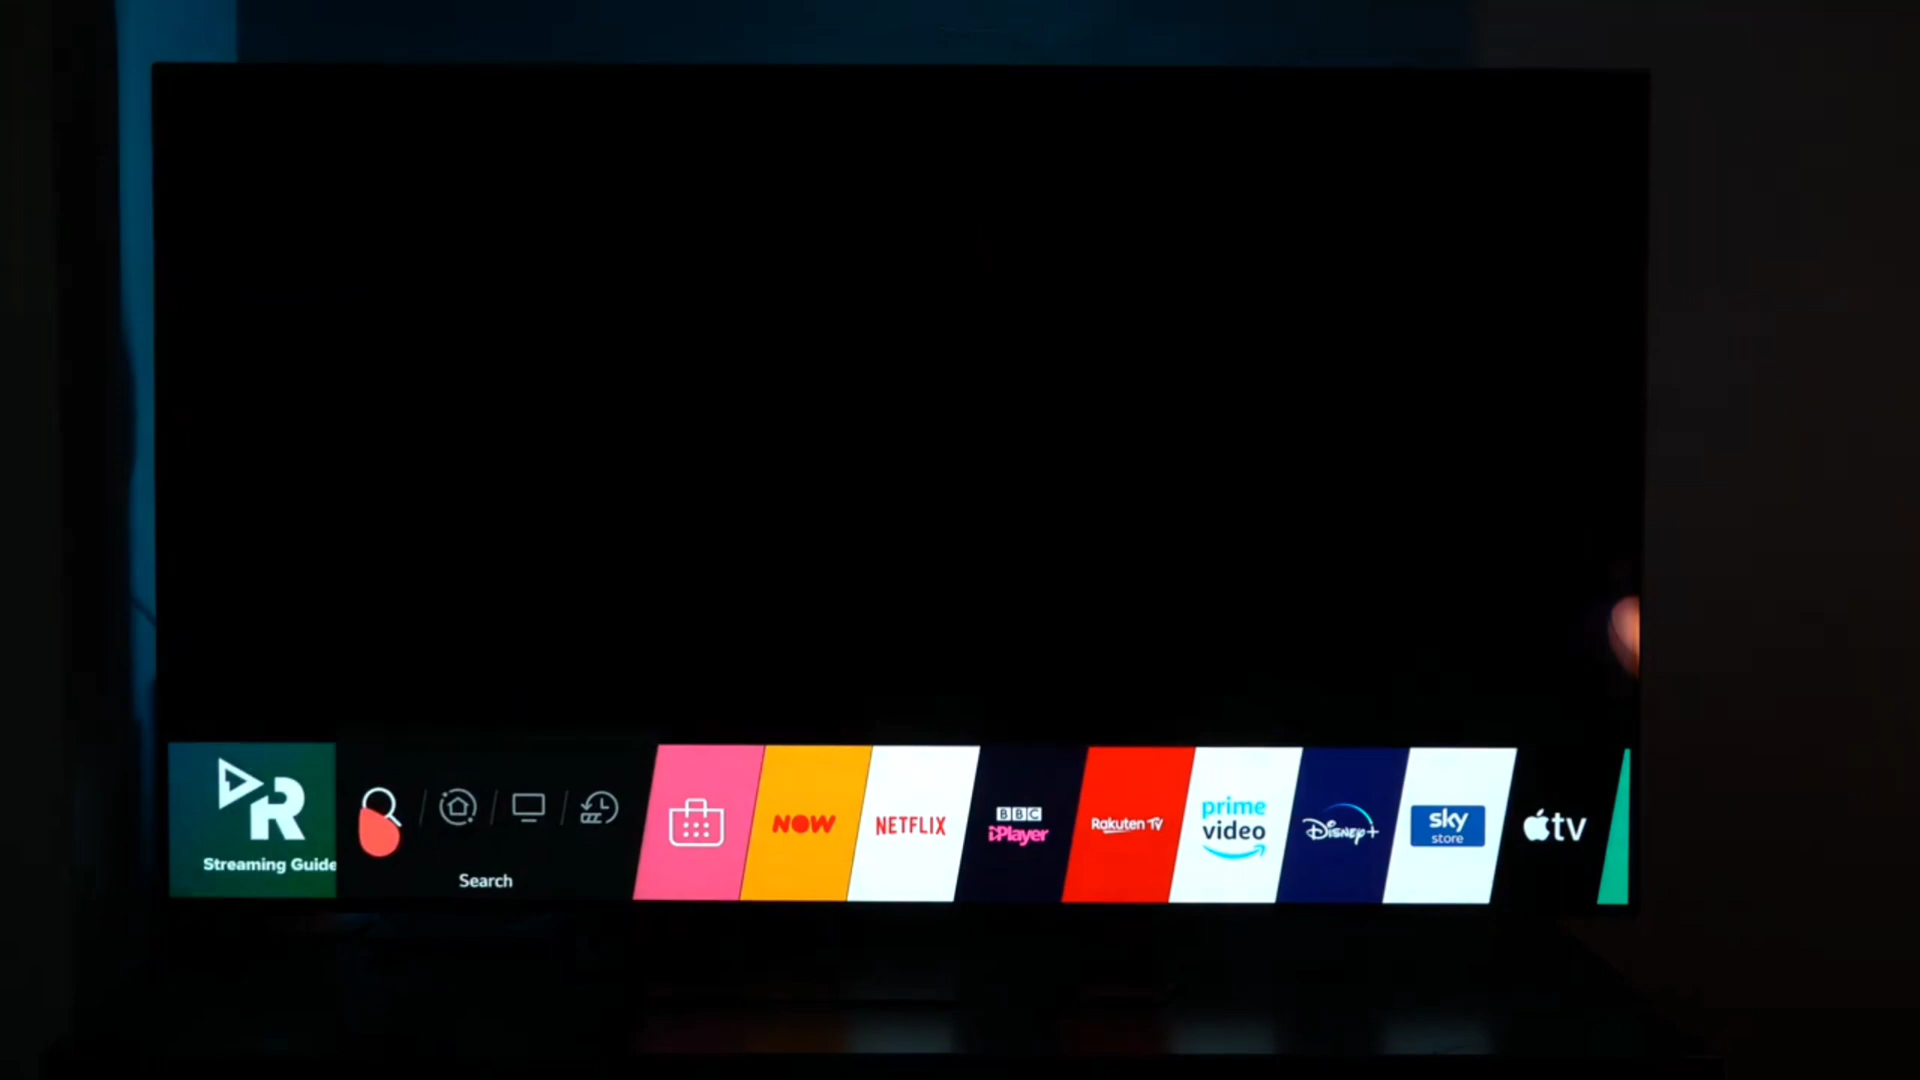 R
Streaming Guide
Search
NOW
NETFLIX
BBC
iPlayer
Rakuten TV
prime
video
Disney+
sky
store
tv